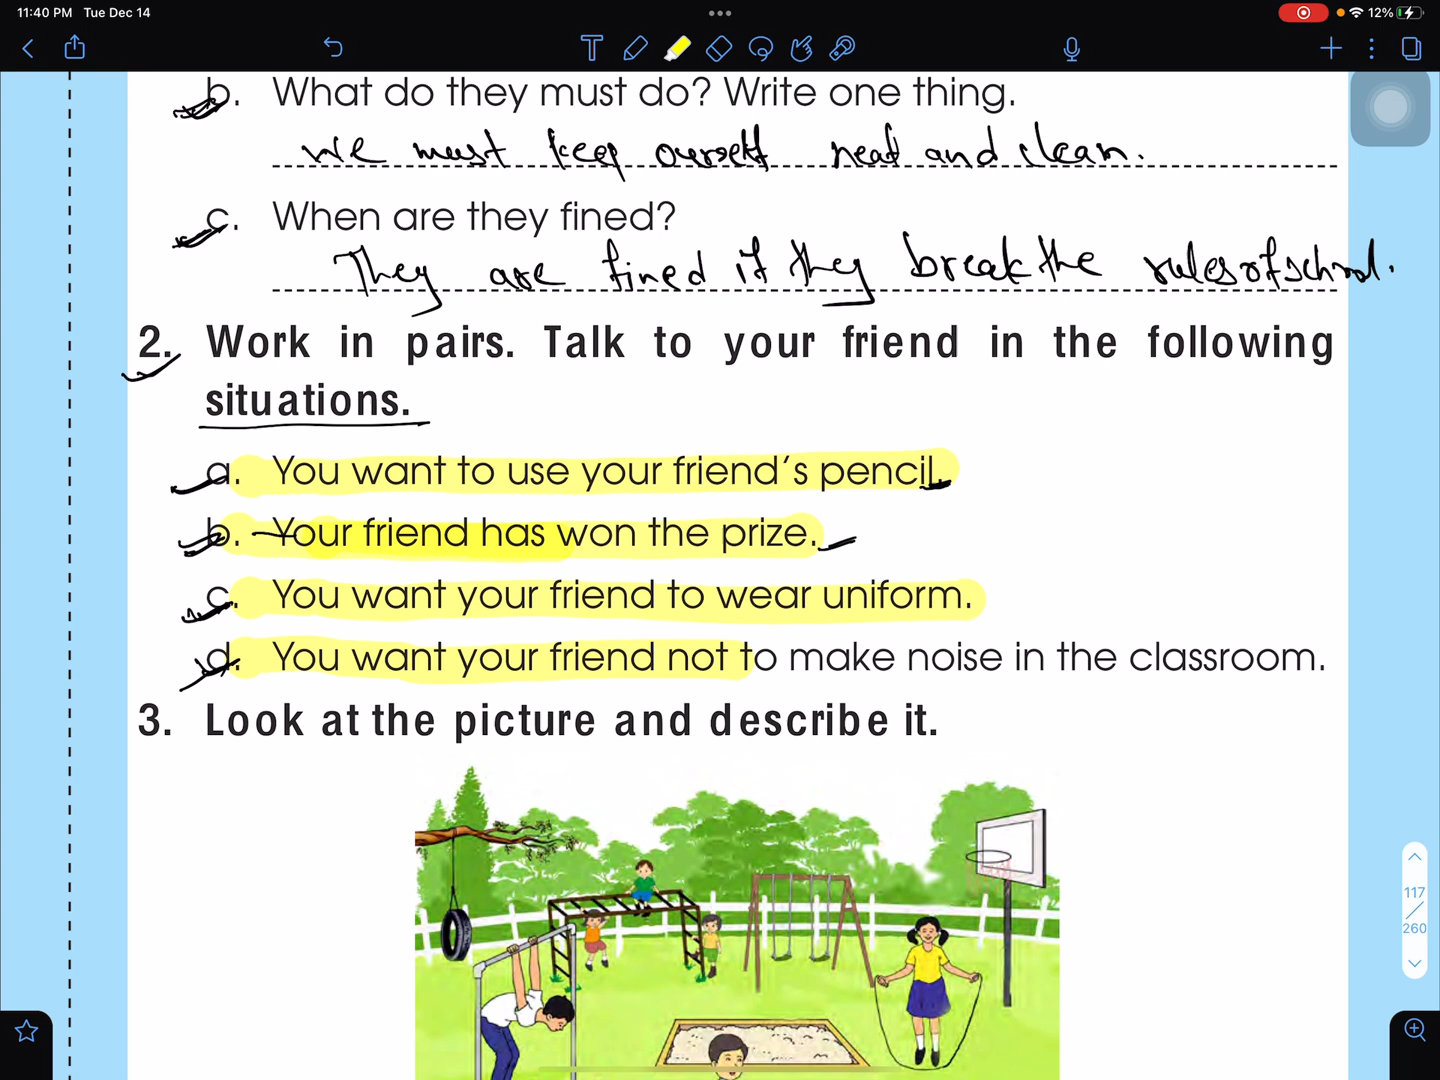 11:40 PM Tue Dec 14
12%
b. What do they must do? Write one thing.
we must keep ourself neat and clean.
c. When are they fined?
They are fined if they break the rules of school.
2. Work in pairs. Talk to your friend in the following
situations.
a. You want to use your friend's pencil.
b. Your friend has won the prize.
c. You want your friend to wear uniform.
d. You want your friend not to make noise in the classroom.
3. Look at the picture and describe it.
117
260